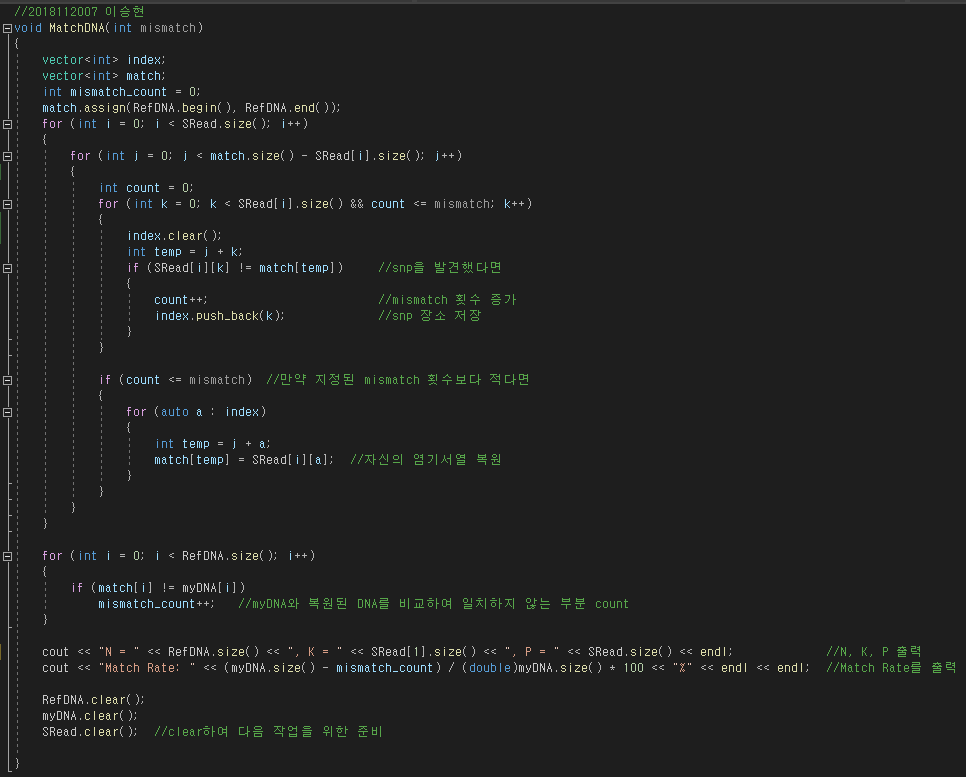 //2018112007 이승현
void MatchDNA(int mismatch)
{
vector<int> index;
vector<int> match;
int mismatch_count = 0;
match.assign(RefDNA.begin(), RefDNA.end());
for (int i = 0; i < SRead.size(); i++)
{
for (int j = 0; j < match.size() - SRead[i].size(); j++)
{
int count = 0;
for (int k = 0; k < SRead[i].size() && count <= mismatch; k++)
{
index.clear();
int temp = j + k;
if (SRead[i][k] != match[temp]) //snp을 발견했다면
{
count++; //mismatch 횟수 증가
index.push_back(k); //snp 장소 저장
}
}
if (count <= mismatch) //만약 지정된 mismatch 횟수보다 적다면
{
for (auto a : index)
{
int temp = j + a;
match[temp] = SRead[i][a]; //자신의 염기서열 복원
}
}
}
}
for (int i = 0; i < RefDNA.size(); i++)
{
if (match[i] != myDNA[i])
mismatch_count++; //myDNA와 복원된 DNA를 비교하여 일치하지 않는 부분 count
}
cout << "N = " << RefDNA.size() << ", K = " << SRead[1].size() << ", P = " << SRead.size() << endl; //N, K, P 출력
cout << "Match Rate: " << (myDNA.size() - mismatch_count) / (double)myDNA.size() * 100 << "%" << endl << endl; //Match Rate를 출력
RefDNA.clear();
myDNA.clear();
SRead.clear(); //clear하여 다음 작업을 위한 준비
}